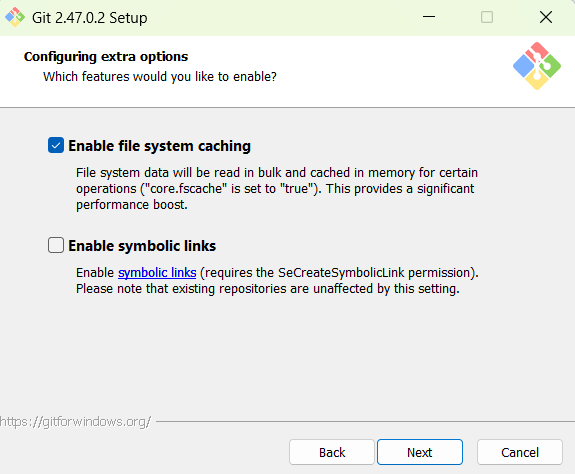 Git 2.47.0.2 Setup
Configuring extra options
Which features would you like to enable?
Enable file system caching
File system data will be read in bulk and cached in memory for certain
operations ("core.fscache" is set to "true"). This provides a significant
performance boost.
Enable symbolic links
Enable symbolic links (requires the SeCreateSymbolicLink permission).
Please note that existing repositories are unaffected by this setting.
https://gitforwindows.org/
Back Next Cancel